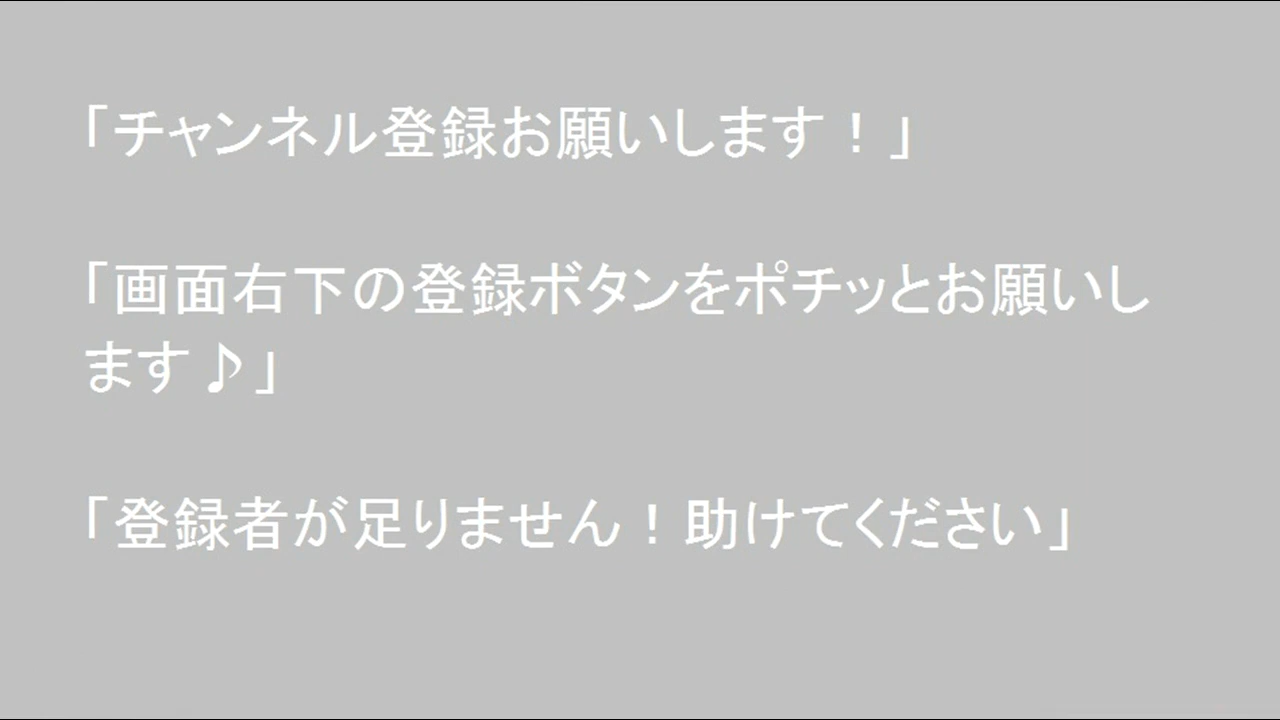 「チャンネル登録お願いします！」
「画面右下の登録ボタンをポチッとお願いし
ます♪」
「登録者が足りません！助けてください」